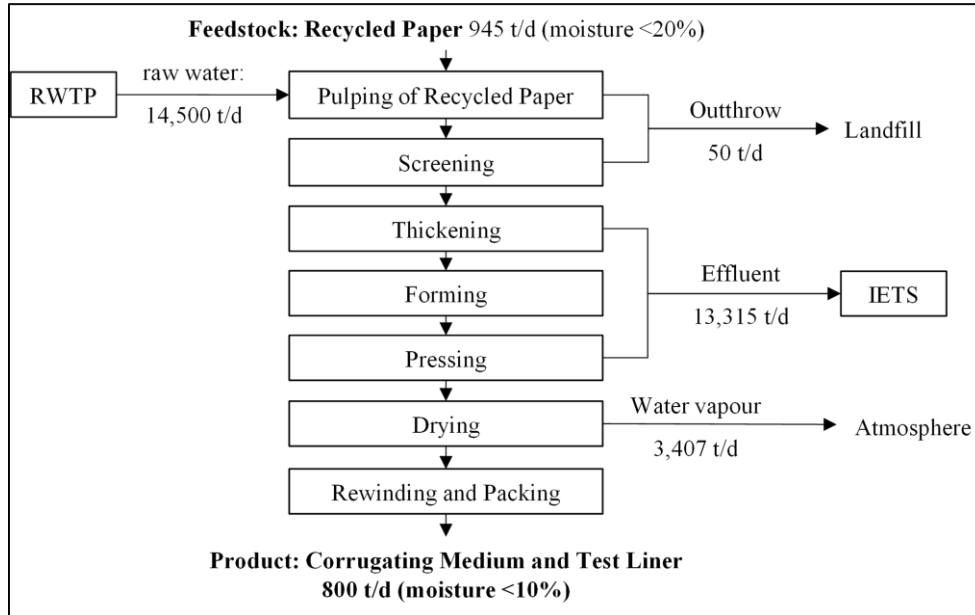 Feedstock: Recycled Paper 945 t/d (moisture <20%)
RWTP
raw water:
14,500 t/d
Pulping of Recycled Paper
Outthrow
50 t/d
Landfill
Screening
Thickening
Effluent
13,315 t/d
IETS
Forming
Pressing
Drying
Water vapour
3,407 t/d
Atmosphere
Rewinding and Packing
Product: Corrugating Medium and Test Liner
800 t/d (moisture <10%)